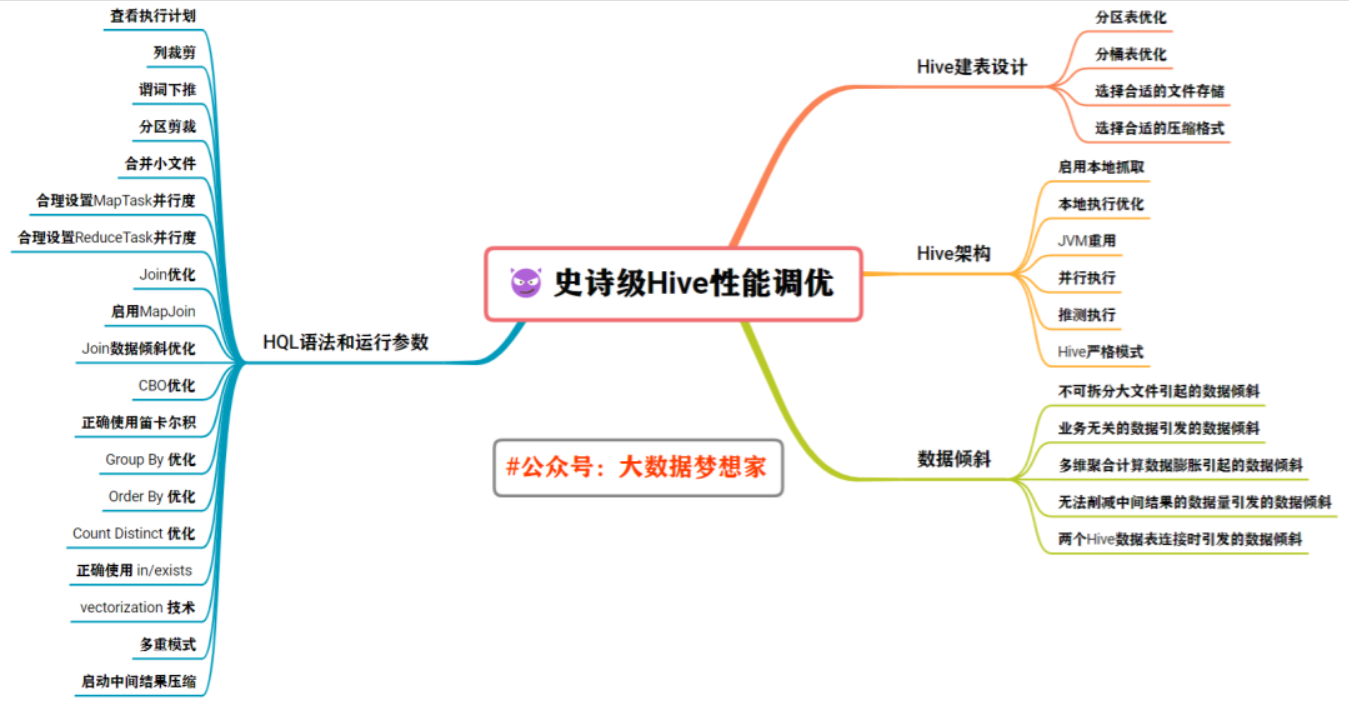 史诗级Hive性能调优
#公众号：大数据梦想家
Hive建表设计
分区表优化
分桶表优化
选择合适的文件存储
选择合适的压缩格式
Hive架构
启用本地抓取
本地执行优化
JVM重用
并行执行
推测执行
Hive严格模式
数据倾斜
不可拆分大文件引起的数据倾斜
业务无关的数据引发的数据倾斜
多维聚合计算数据膨胀引起的数据倾斜
无法削减中间结果的数据量引发的数据倾斜
两个Hive数据表连接时引发的数据倾斜
HQL语法和运行参数
查看执行计划
列裁剪
谓词下推
分区剪裁
合并小文件
合理设置MapTask并行度
合理设置ReduceTask并行度
Join优化
启用MapJoin
Join数据倾斜优化
CBO优化
正确使用笛卡尔积
Group By 优化
Order By 优化
Count Distinct 优化
正确使用 in/exists
vectorization 技术
多重模式
启动中间结果压缩